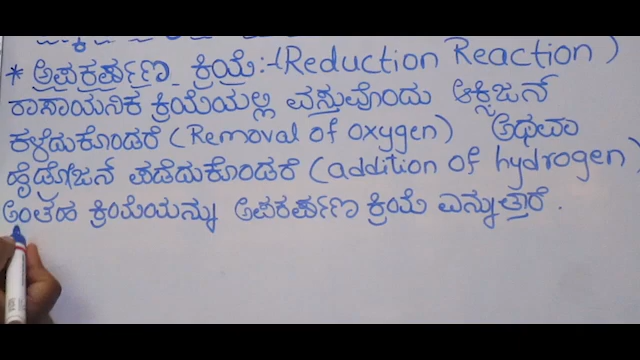 * ಅಪಕರ್ಷಣ ಕ್ರಿಯೆ:-(Reduction Reaction)
ರಾಸಾಯನಿಕ ಕ್ರಿಯೆಯಲ್ಲಿ ವಸ್ತುವೊಂದು ಆಕ್ಸಿಜನ್
ಕಳೆದುಕೊಂಡರೆ (Removal of oxygen) ಅಥವಾ
ಹೈಡ್ರೋಜನ್ ಪಡೆದುಕೊಂಡರೆ (addition of hydrogen)
ಅಂತಹ ಕ್ರಿಯೆಯನ್ನು ಅಪಕರ್ಷಣ ಕ್ರಿಯೆ ಎನ್ನುತ್ತಾರೆ.